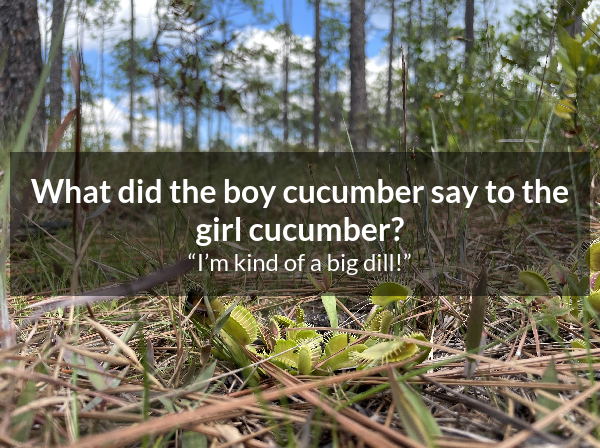 What did the boy cucumber say to the
girl cucumber?
“I’m kind of a big dill!”